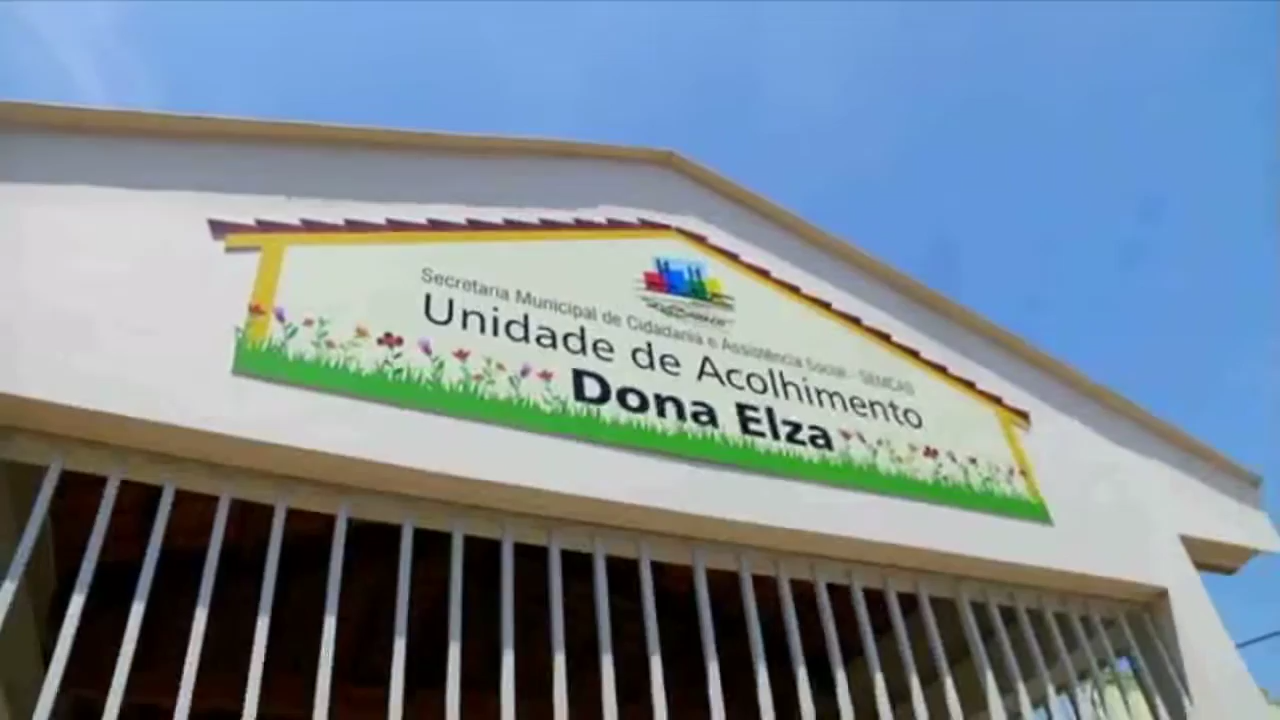 Secretaria Municipal de Cidadania e Assistência Social - SEMCAS
Unidade de Acolhimento
Dona Elza